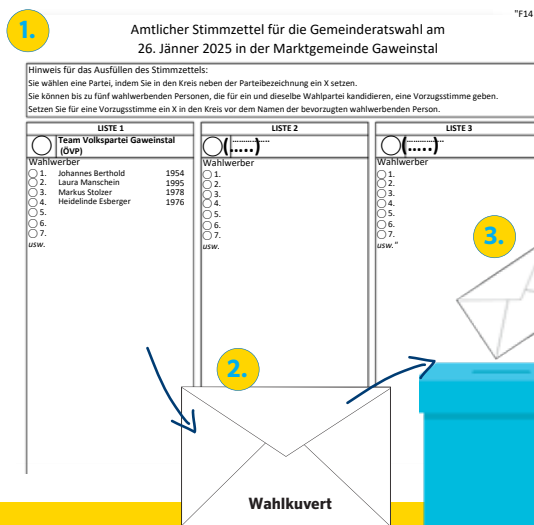 1.
"F14
Amtlicher Stimmzettel für die Gemeinderatswahl am
26. Jänner 2025 in der Marktgemeinde Gaweinstal
Hinweis für das Ausfüllen des Stimmzettels:
Sie wählen eine Partei, indem Sie in den Kreis neben der Parteibezeichnung ein X setzen.
Sie können bis zu fünf wahlwerbenden Personen, die für ein und dieselbe Wahlpartei kandidieren, eine Vorzugsstimme geben.
Setzen Sie für eine Vorzugsstimme ein X in den Kreis vor dem Namen der bevorzugten wahlwerbenden Person.
LISTE 1
Team Volkspartei Gaweinstal
(ÖVP)
Wahlwerber
1. Johannes Berthold 1954
2. Laura Manschein 1995
3. Markus Stolzer 1978
4. Heidelinde Esberger 1976
5.
6.
7.
usw.
LISTE 2
..................
(.....)
Wahlwerber
1.
2.
3.
4.
5.
6.
7.
usw.
LISTE 3
..................
(.....)
Wahlwerber
1.
2.
3.
4.
5.
6.
7.
usw."
3.
2.
Wahlkuvert